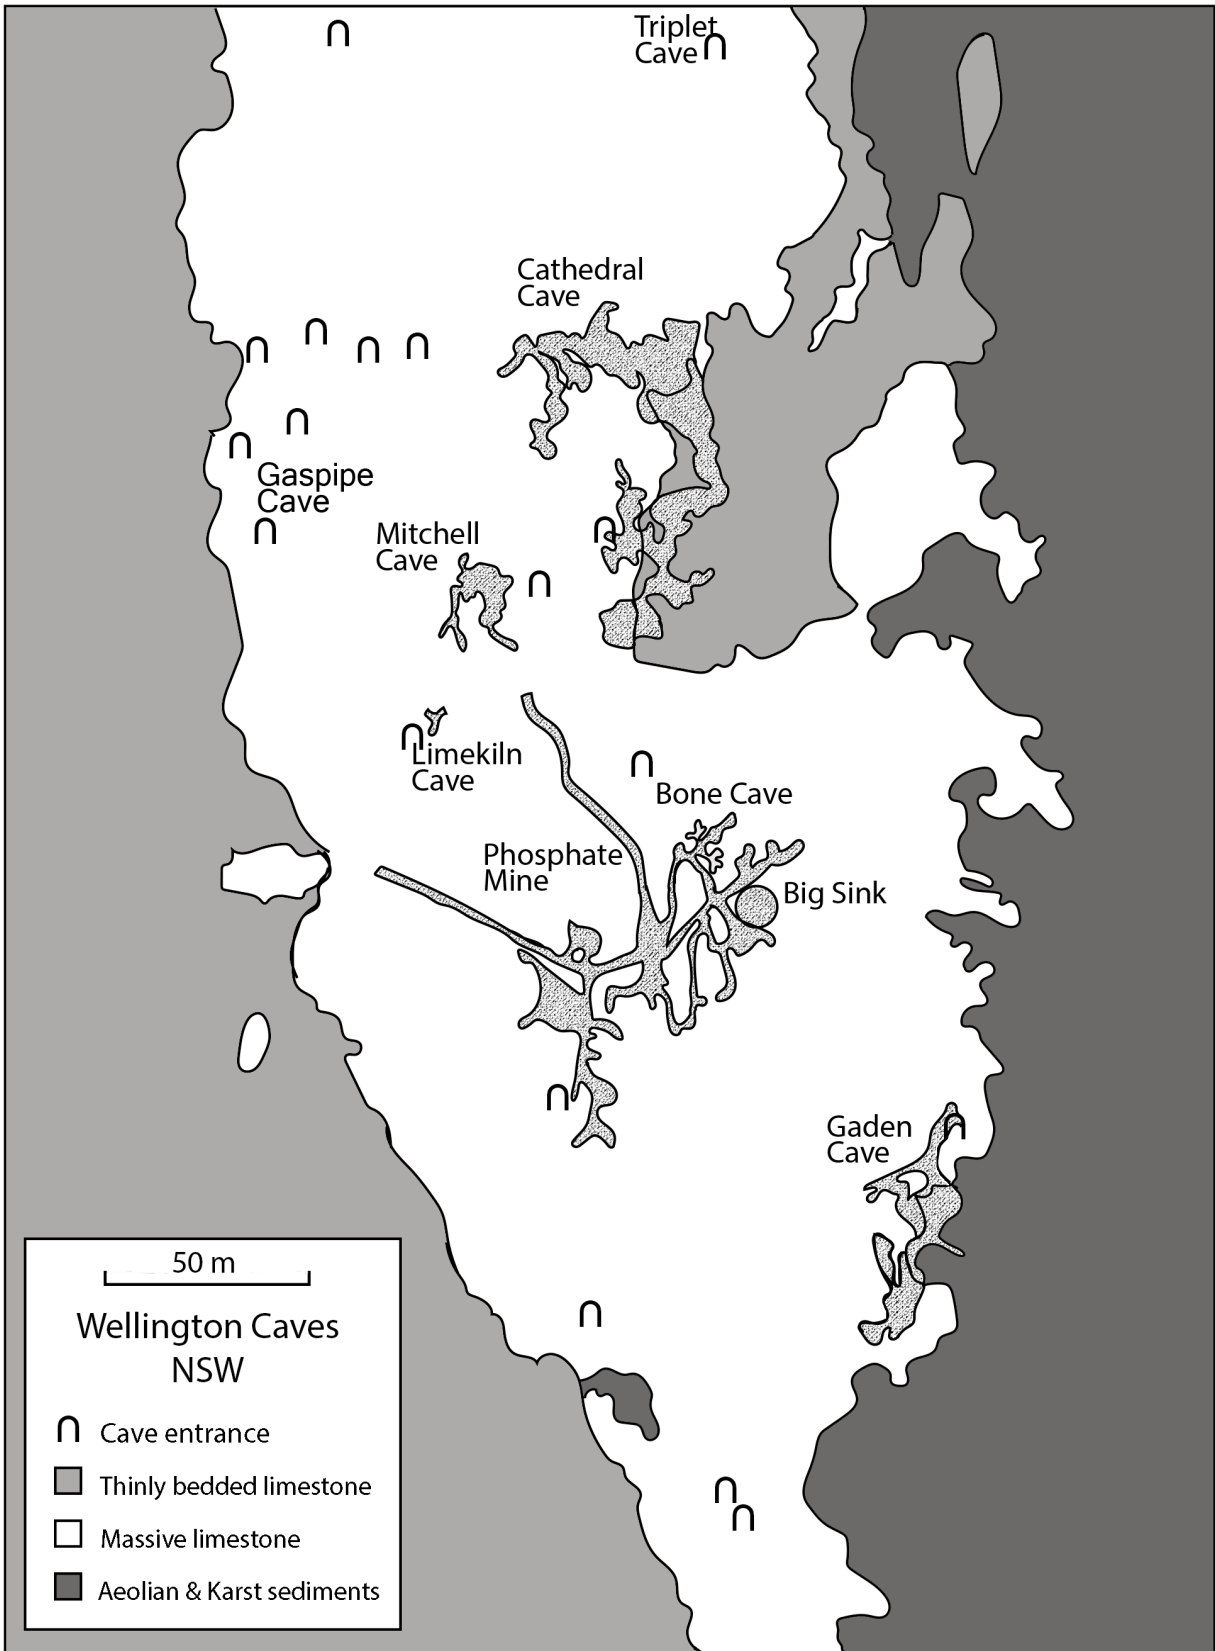 Triplet
Cave
Cathedral
Cave
Gaspipe
Cave
Mitchell
Cave
Limekiln
Cave
Bone Cave
Phosphate
Mine
Big Sink
Gaden
Cave
50 m
Wellington Caves
NSW
Cave entrance
Thinly bedded limestone
Massive limestone
Aeolian & Karst sediments